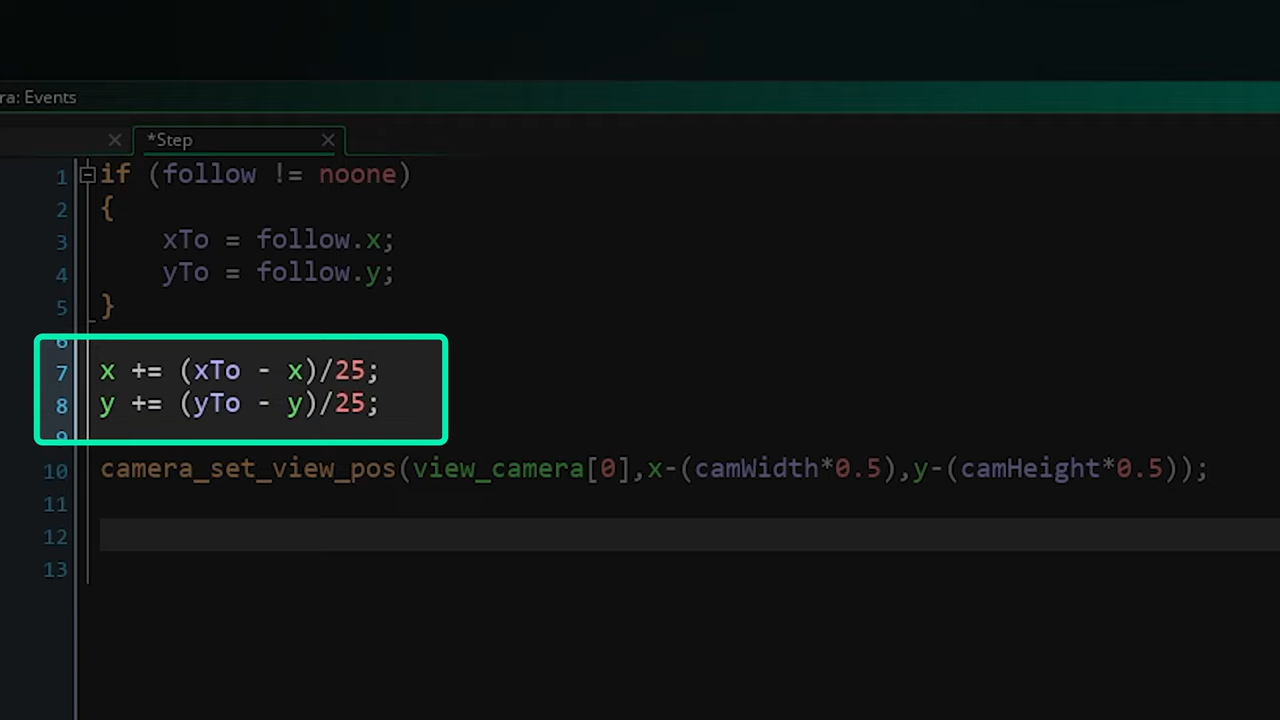 ra: Events
*Step
1 if (follow != noone)
2 {
3 xTo = follow.x;
4 yTo = follow.y;
5 }
6
7 x += (xTo - x)/25;
8 y += (yTo - y)/25;
9
10 camera_set_view_pos(view_camera[0],x-(camWidth*0.5),y-(camHeight*0.5));
11
12
13